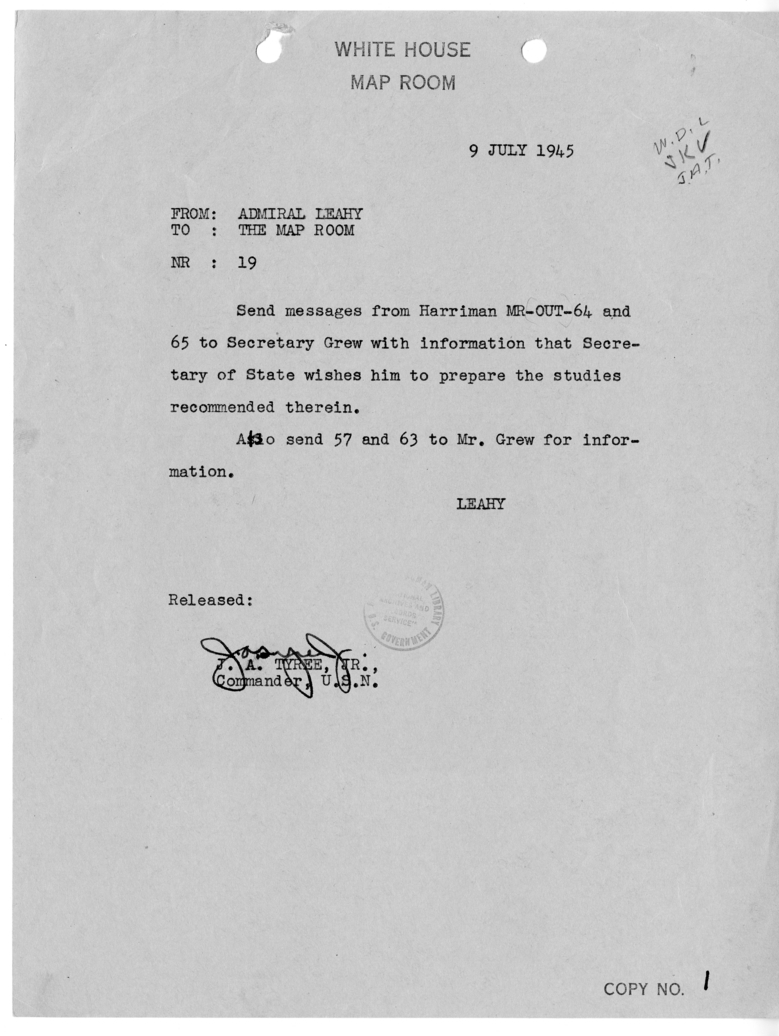 WHITE HOUSE
MAP ROOM
9 JULY 1945
W.D.L
J.A.T.
FROM: ADMIRAL LEAHY
TO : THE MAP ROOM
NR : 19
Send messages from Harriman MR-OUT-64 and
65 to Secretary Grew with information that Secre-
tary of State wishes him to prepare the studies
recommended therein.
Also send 57 and 63 to Mr. Grew for infor-
mation.
LEAHY
Released:
LIBRARY
U.S. GOVERNMENT
J. A. TYREE, JR.,
Commander, U.S.N.
COPY NO. 1